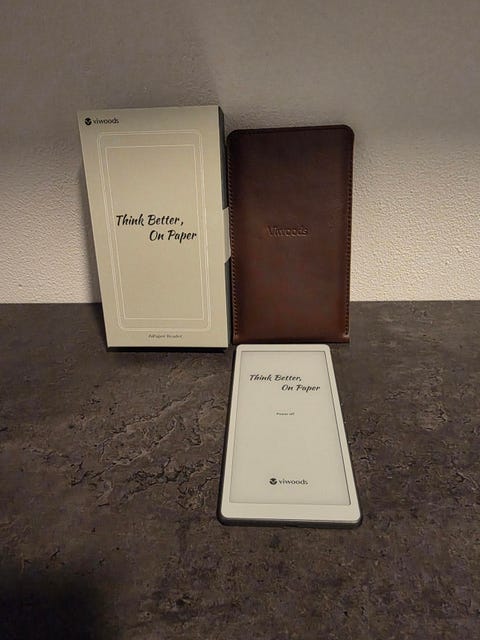 viwoods
Think Better,
On Paper
AiPaper Reader
Viwoods
Think Better,
On Paper
Power off
viwoods